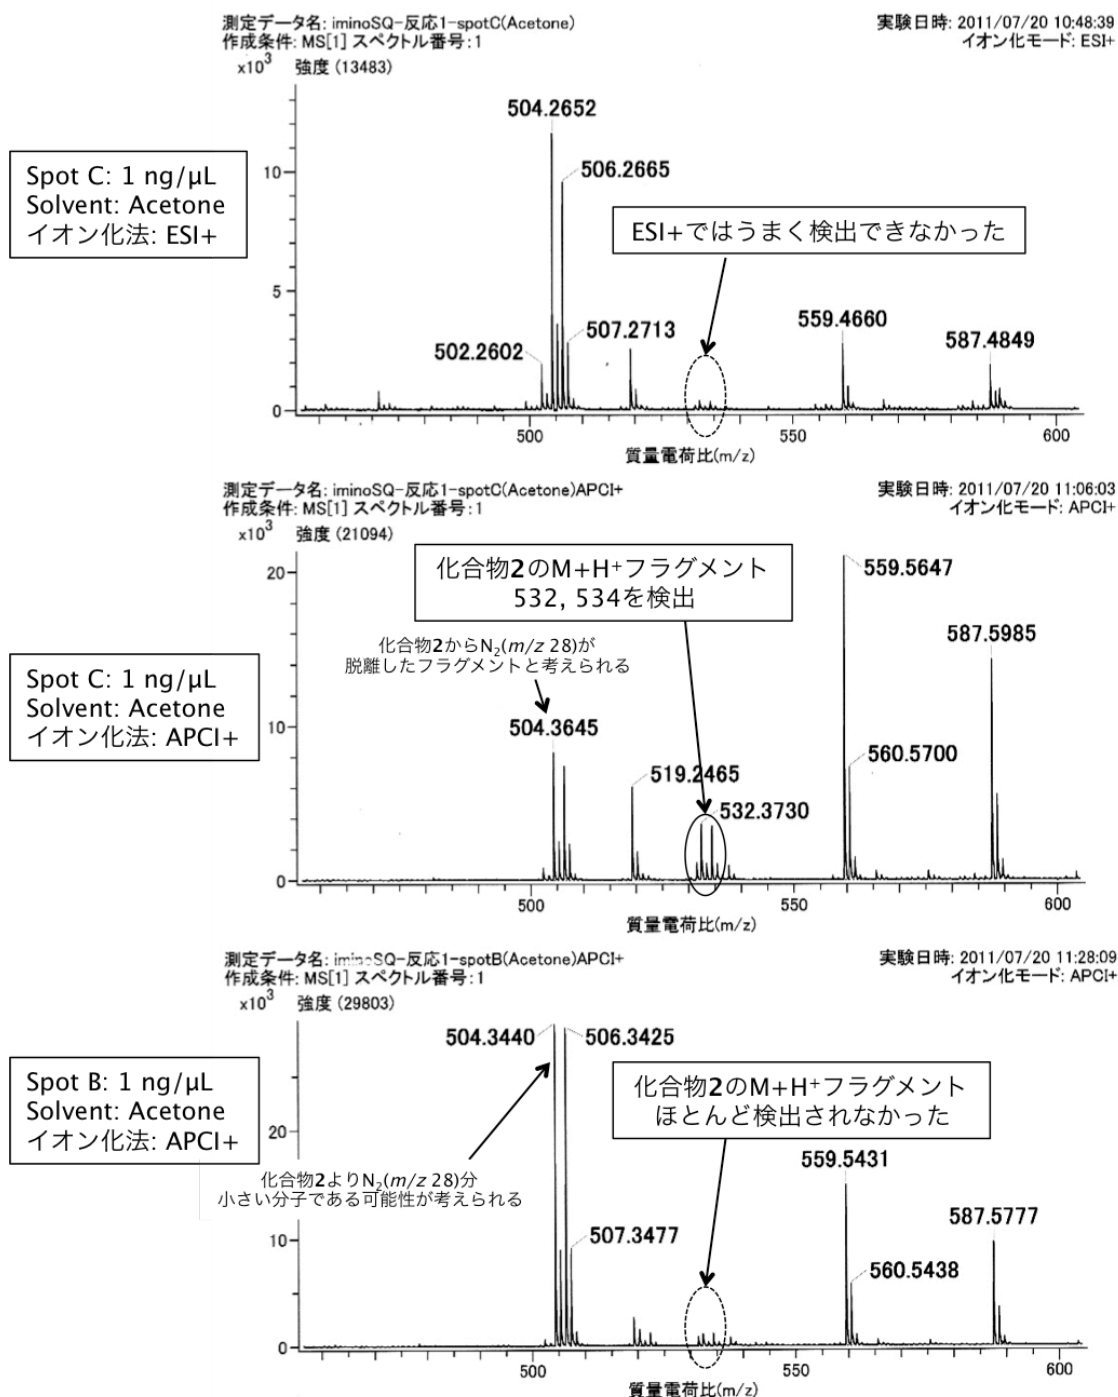 測定データ名: iminoSQ-反応1-spotC(Acetone)
実験日時: 2011/07/20 10:48:39
作成条件: MS[1] スペクトル番号:1
イオン化モード: ESI+
x10³ 強度 (13483)
504.2652
506.2665
507.2713
502.2602
559.4660
587.4849
10
5
0
500
550
600
質量電荷比(m/z)
Spot C: 1 ng/μL
Solvent: Acetone
イオン化法: ESI+
ESI+ではうまく検出できなかった
測定データ名: iminoSQ-反応1-spotC(Acetone)APCI+
実験日時: 2011/07/20 11:06:03
作成条件: MS[1] スペクトル番号:1
イオン化モード: APCI+
x10³ 強度 (21094)
化合物2のM+H⁺フラグメント
532, 534を検出
化合物2からN₂(m/z 28)が
脱離したフラグメントと考えられる
504.3645
519.2465
532.3730
559.5647
560.5700
587.5985
20
10
0
500
550
600
質量電荷比(m/z)
Spot C: 1 ng/μL
Solvent: Acetone
イオン化法: APCI+
測定データ名: iminoSQ-反応1-spotB(Acetone)APCI+
実験日時: 2011/07/20 11:28:09
作成条件: MS[1] スペクトル番号:1
イオン化モード: APCI+
x10³ 強度 (29803)
504.3440
506.3425
507.3477
559.5431
560.5438
587.5777
化合物2のM+H⁺フラグメント
ほとんど検出されなかった
化合物2よりN₂(m/z 28)分
小さい分子である可能性が考えられる
20
10
0
500
550
600
質量電荷比(m/z)
Spot B: 1 ng/μL
Solvent: Acetone
イオン化法: APCI+